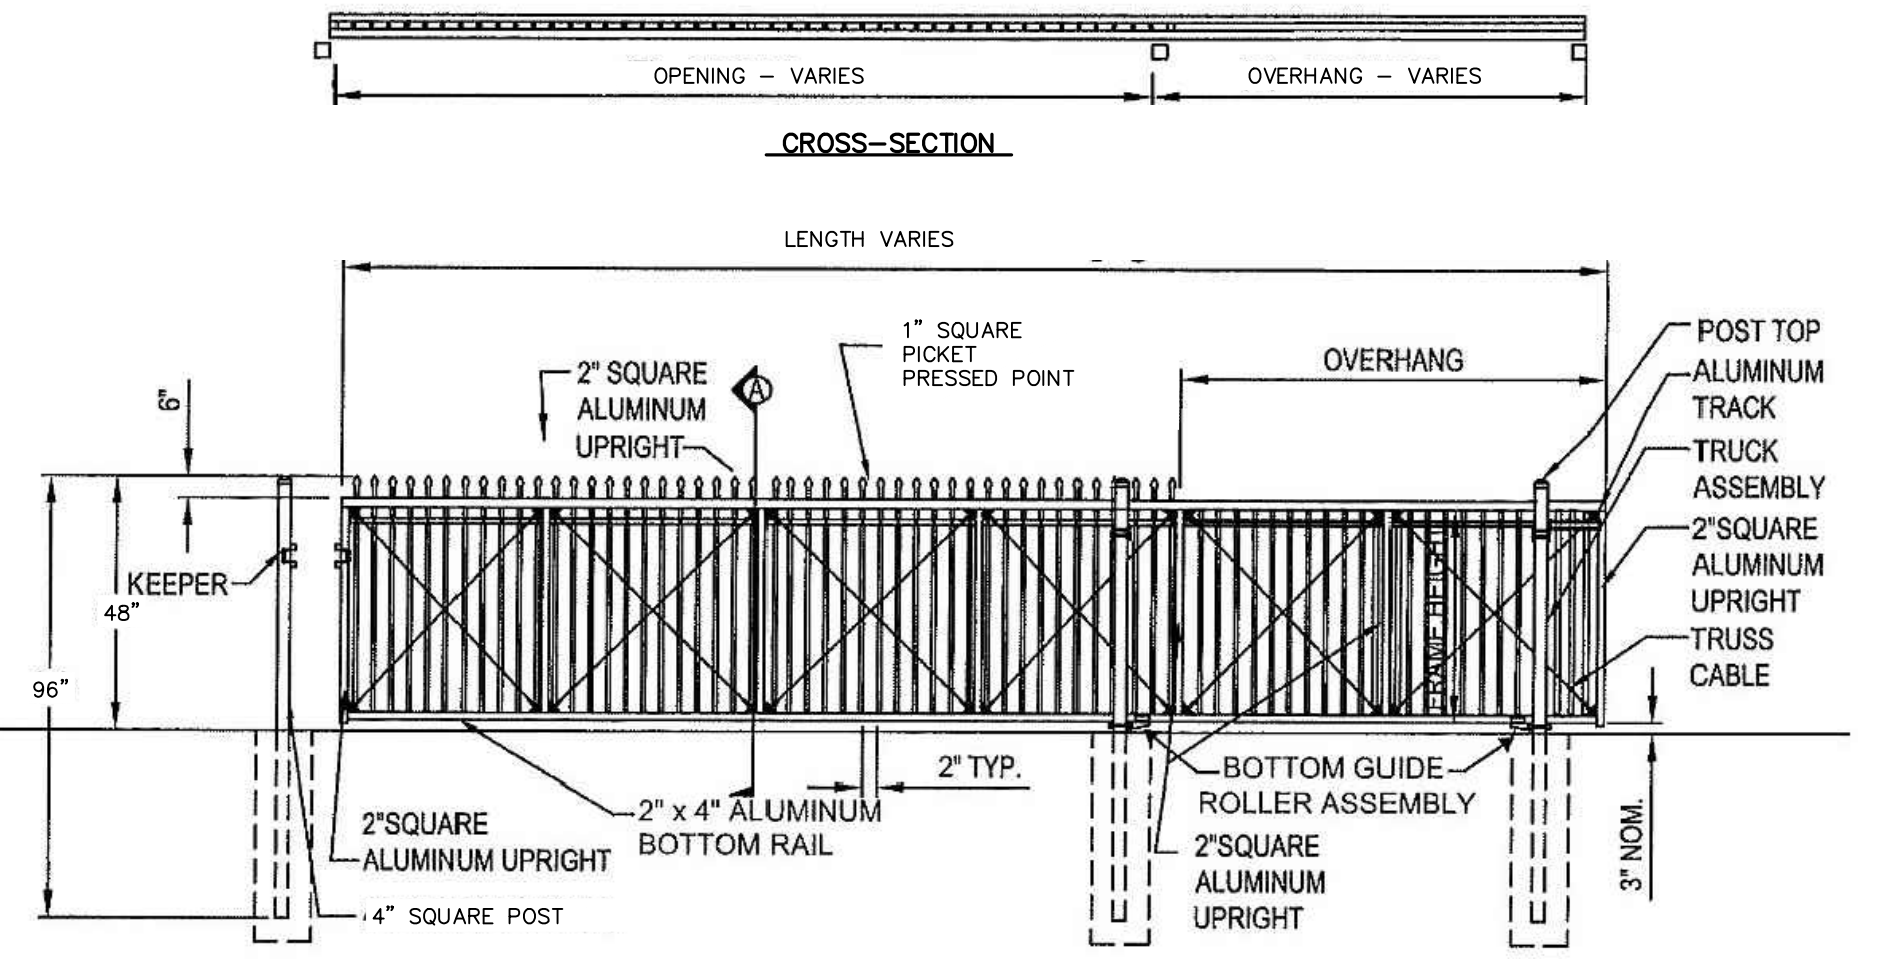 OPENING - VARIES
OVERHANG - VARIES
CROSS-SECTION
LENGTH VARIES
1” SQUARE
PICKET
PRESSED POINT
2" SQUARE
ALUMINUM
UPRIGHT
A
OVERHANG
POST TOP
ALUMINUM
TRACK
TRUCK
ASSEMBLY
2"SQUARE
ALUMINUM
UPRIGHT
TRUSS
CABLE
6"
KEEPER
48”
96”
FRAME HEIGHT
2" TYP.
BOTTOM GUIDE
ROLLER ASSEMBLY
2" x 4" ALUMINUM
BOTTOM RAIL
2"SQUARE
ALUMINUM UPRIGHT
4” SQUARE POST
2"SQUARE
ALUMINUM
UPRIGHT
3" NOM.